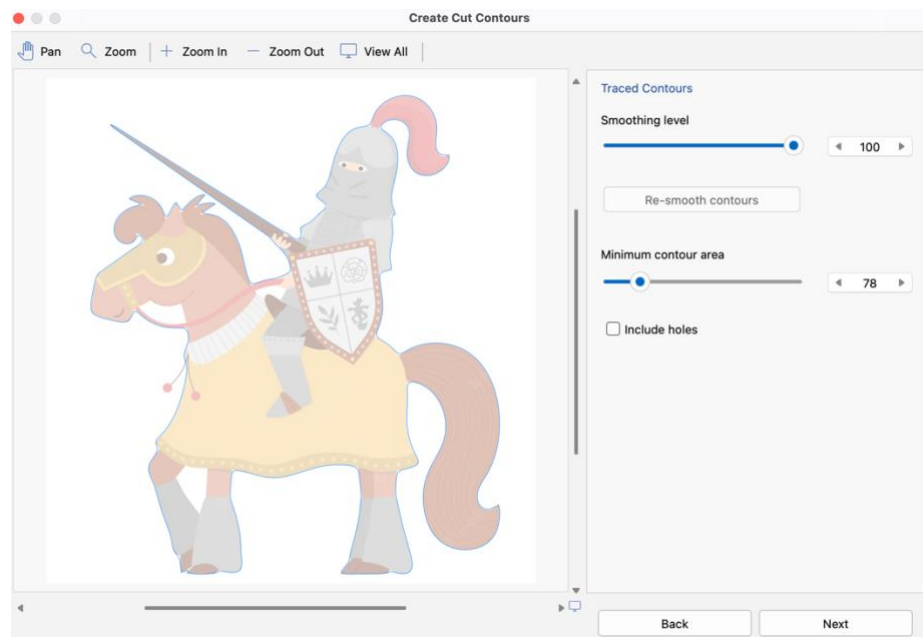 Create Cut Contours
Pan Zoom Zoom In Zoom Out View All
Traced Contours
Smoothing level
100
Re-smooth contours
Minimum contour area
78
Include holes
Back Next